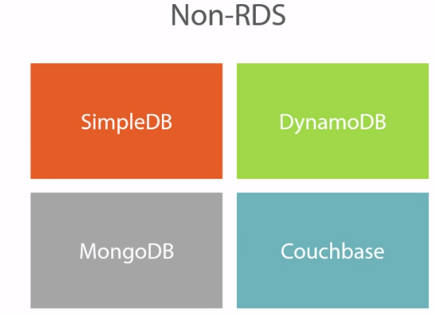 Non-RDS
SimpleDB
DynamoDB
MongoDB
Couchbase